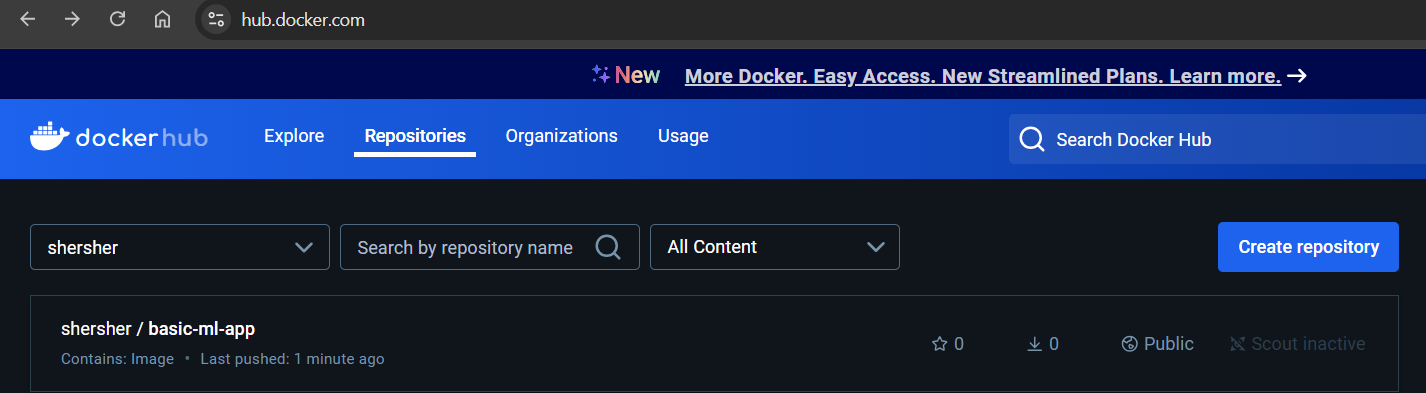 hub.docker.com
New More Docker. Easy Access. New Streamlined Plans. Learn more.
docker hub Explore Repositories Organizations Usage Search Docker Hub
shersher Search by repository name All Content Create repository
shersher / basic-ml-app
0 0 Public Scout inactive
Contains: Image • Last pushed: 1 minute ago